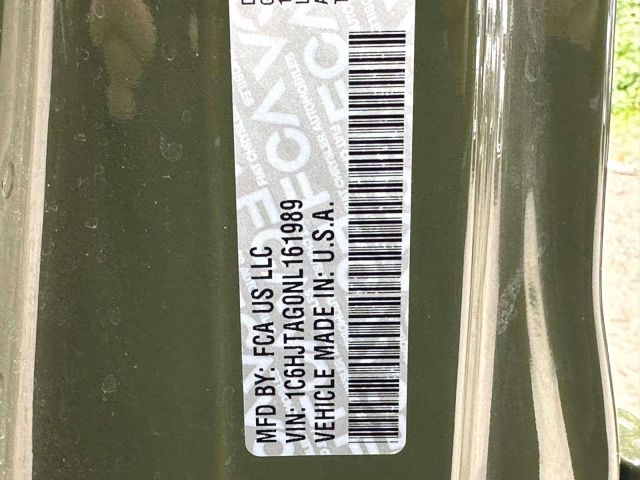 MFD BY: FCA US LLC
VIN: 1C6HJTAG0NL161989
VEHICLE MADE IN: U.S.A.